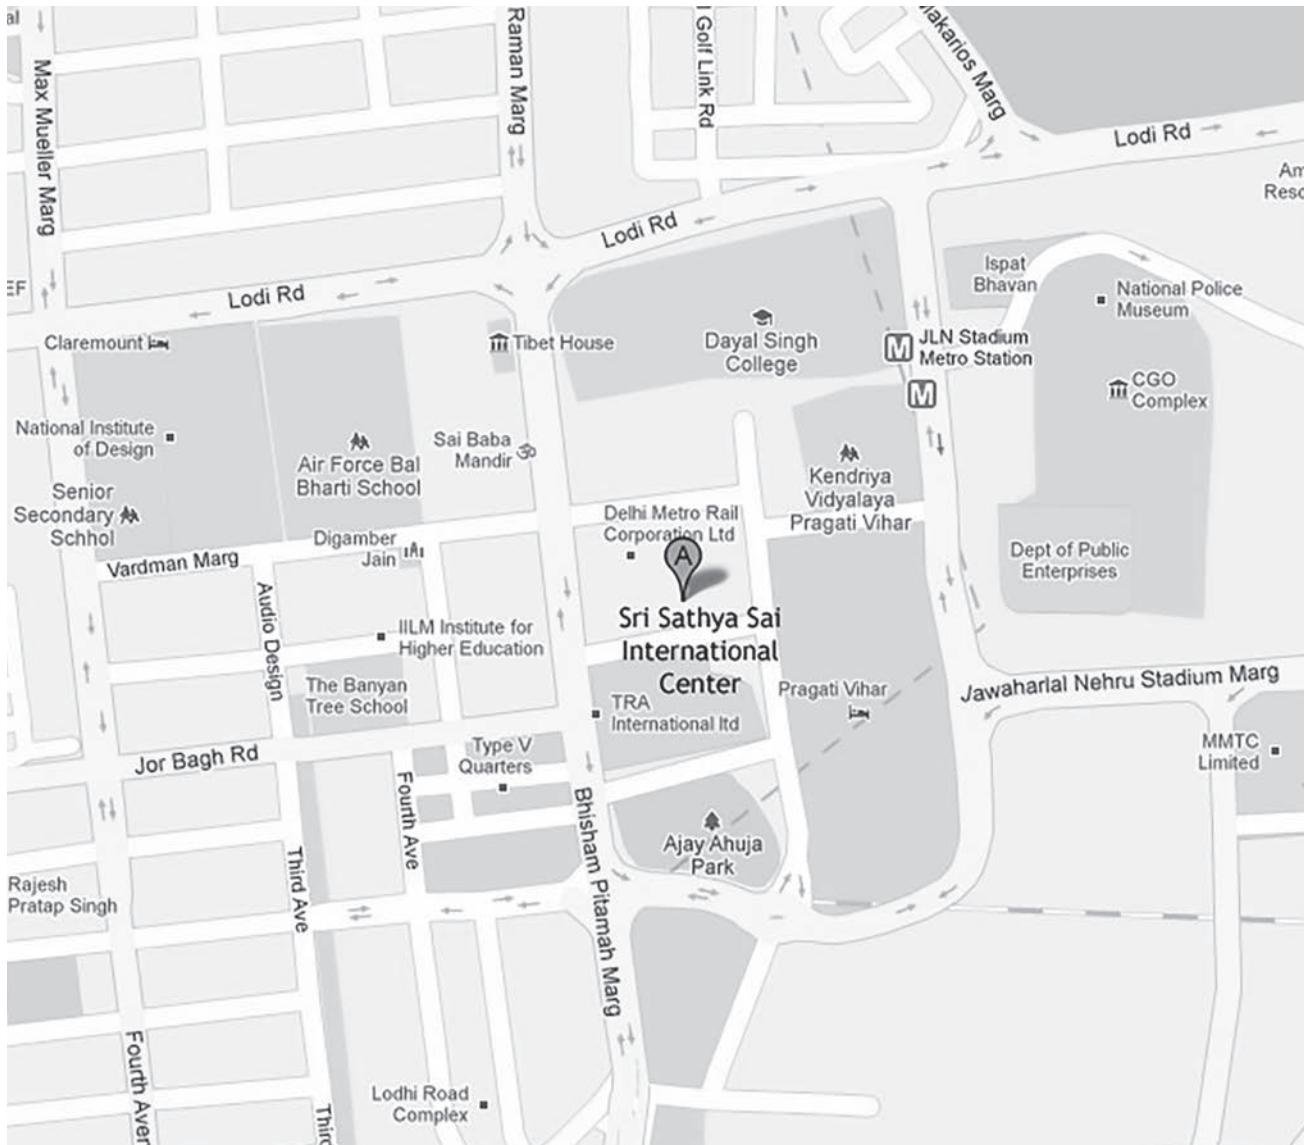 al
Max Mueller Marg
Raman Marg
Golf Link Rd
Makarios Marg
Lodi Rd
Am
Reso
Lodi Rd
Lodi Rd
EF
Ispat
Bhavan
National Police
Museum
Claremount
Tibet House
Dayal Singh
College
M
JLN Stadium
Metro Station
M
CGO
Complex
National Institute
of Design
Air Force Bal
Bharti School
Sai Baba
Mandir
Kendriya
Vidyalaya
Pragati Vihar
Senior
Secondary
Schhol
Delhi Metro Rail
Corporation Ltd
Digamber
Jain
Vardman Marg
A
Dept of Public
Enterprises
Audio Design
IILM Institute for
Higher Education
Sri Sathya Sai
International
Center
The Banyan
Tree School
TRA
International ltd
Pragati Vihar
Jawaharlal Nehru Stadium Marg
Jor Bagh Rd
Type V
Quarters
MMTC
Limited
Fourth Ave
Bhisham Pitamah Marg
Ajay Ahuja
Park
Third Ave
Rajesh
Pratap Singh
Fourth Aven
Lodhi Road
Complex
Third